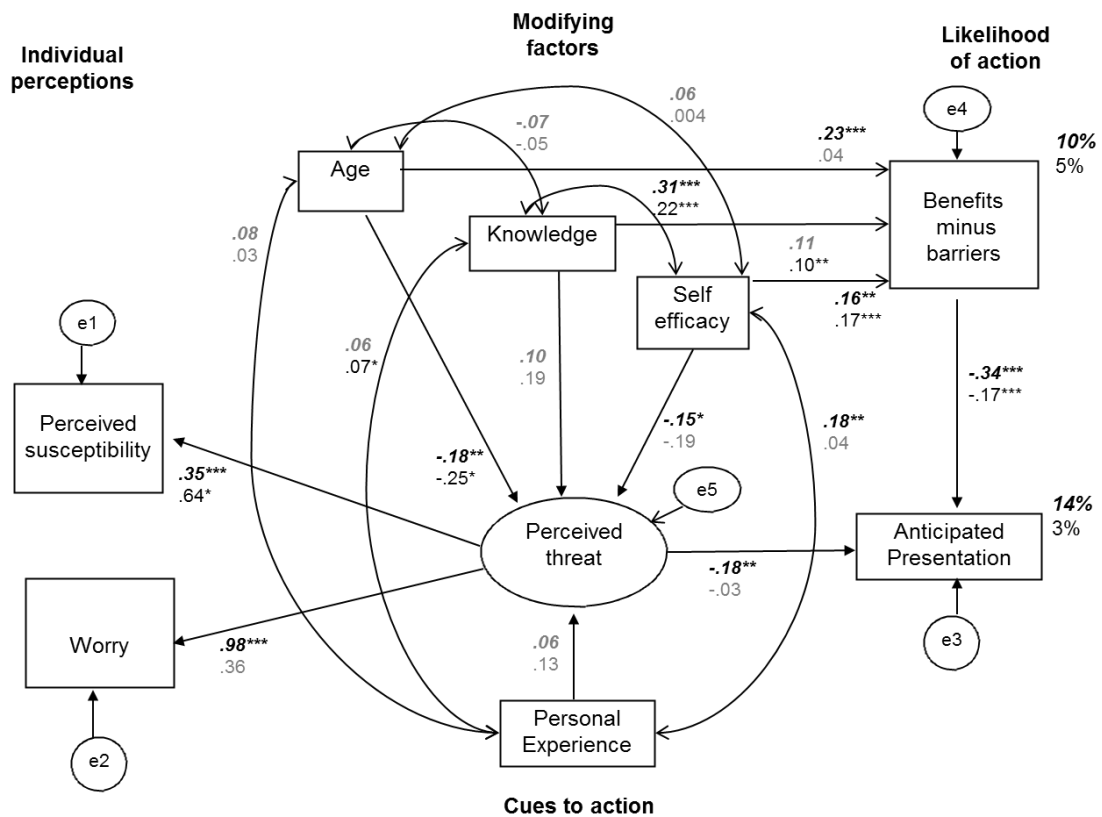 Individual
perceptions
Modifying
factors
Likelihood
of action
e4
.06
.004
-.07
-.05
.23***
.04
10%
5%
Age
Benefits
minus
barriers
.31***
.22***
Knowledge
.08
.03
.11
.10**
Self
efficacy
.16**
.17***
e1
.06
.07*
.10
.19
-.34***
-.17***
Perceived
susceptibility
-.15*
-.19
.18**
.04
-.18**
-.25*
.35***
.64*
e5
14%
3%
Perceived
threat
Anticipated
Presentation
-.18**
-.03
Worry
.98***
.36
.06
.13
e3
Personal
Experience
e2
Cues to action